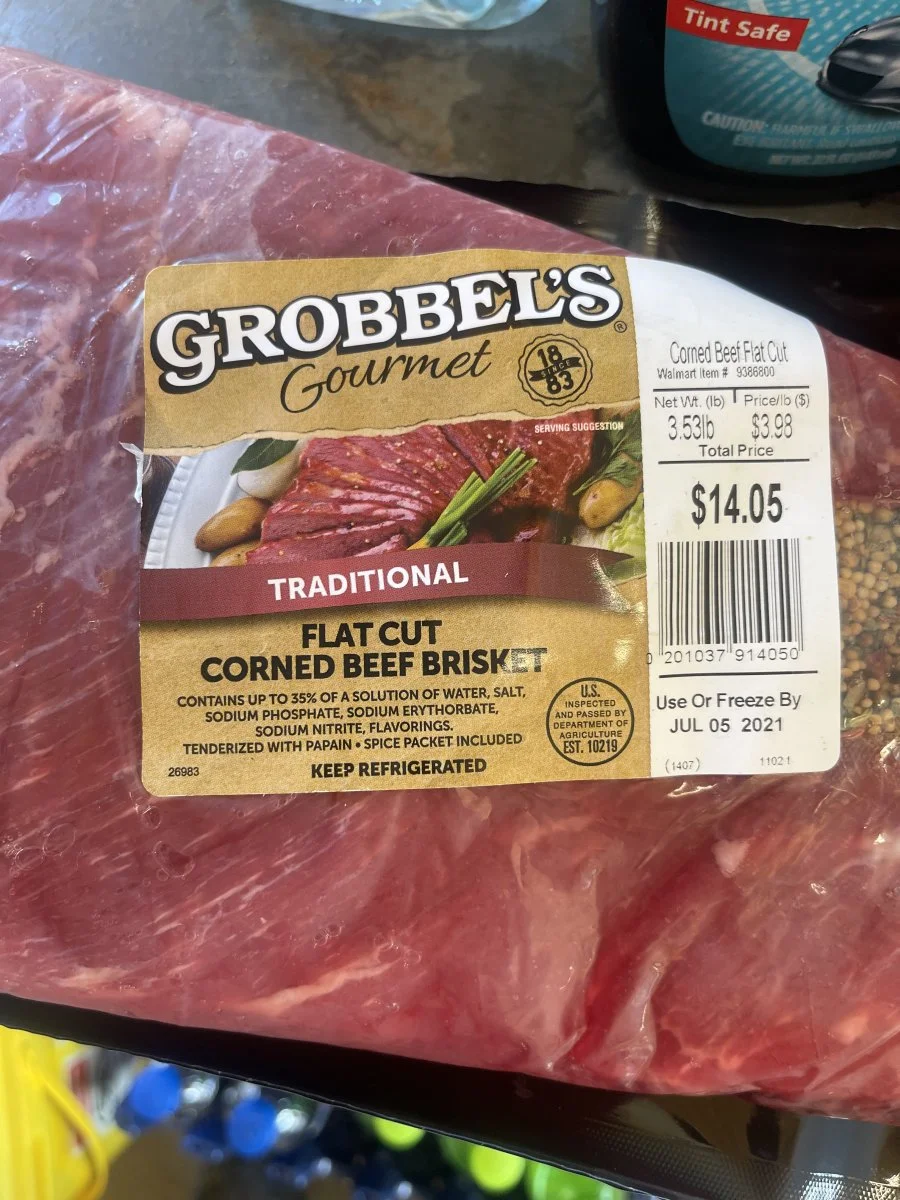 Tint Safe
CAUTION: HARMFUL IF SWALLOWED
GROBBEL'S®
Gourmet
18
SINCE
83
SERVING SUGGESTION
TRADITIONAL
FLAT CUT
CORNED BEEF BRISKET
CONTAINS UP TO 35% OF A SOLUTION OF WATER, SALT,
SODIUM PHOSPHATE, SODIUM ERYTHORBATE,
SODIUM NITRITE, FLAVORINGS.
TENDERIZED WITH PAPAIN • SPICE PACKET INCLUDED
KEEP REFRIGERATED
26983
U.S.
INSPECTED
AND PASSED BY
DEPARTMENT OF
AGRICULTURE
EST. 10219
Corned Beef Flat Cut
Walmart Item # 9386800
Net Wt. (lb) Price/lb ($)
3.53lb $3.98
Total Price
$14.05
0 201037 914050
Use Or Freeze By
JUL 05 2021
(1407) 11021